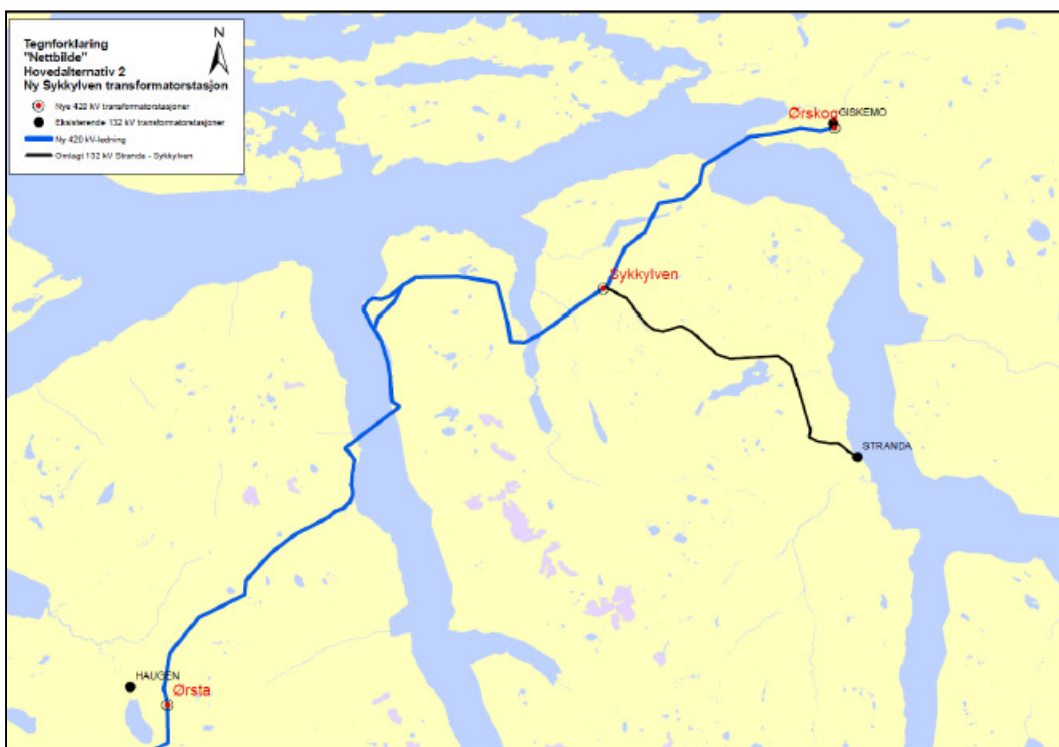 N
Tegnforklaring
"Nettbilde"
Hovedalternativ 2
Ny Sykkylven transformatorstasjon
Nye 420 kV transformatorstasjoner
Eksisterende 132 kV transformatorstasjoner
Ny 420 kV-ledning
Omlagt 132 kV Stranda - Sykkylven
Ørskog
GISKEMO
Sykkylven
STRANDA
HAUGEN
Ørsta